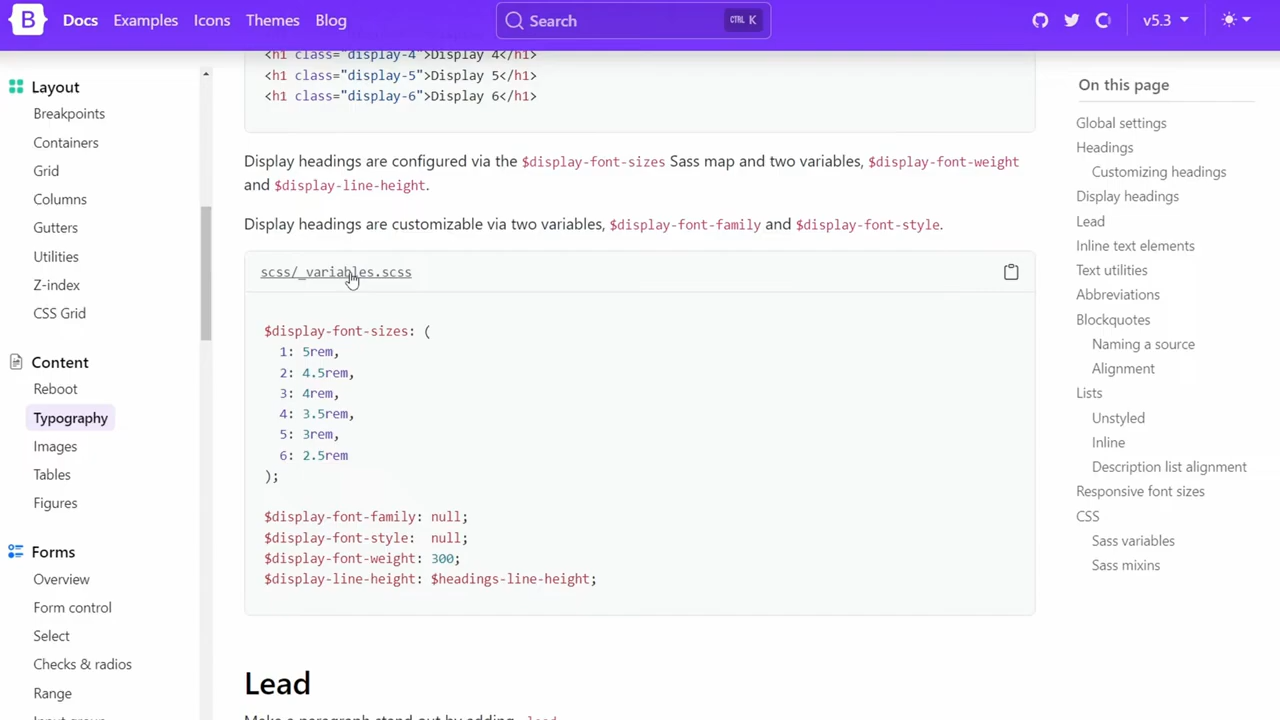 B Docs Examples Icons Themes Blog Search CTRL K v5.3
Layout
Breakpoints
Containers
Grid
Columns
Gutters
Utilities
Z-index
CSS Grid
Content
Reboot
Typography
Images
Tables
Figures
Forms
Overview
Form control
Select
Checks & radios
Range
<h1 class="display-4">Display 4</h1>
<h1 class="display-5">Display 5</h1>
<h1 class="display-6">Display 6</h1>
Display headings are configured via the $display-font-sizes Sass map and two variables, $display-font-weight
and $display-line-height.
Display headings are customizable via two variables, $display-font-family and $display-font-style.
scss/_variables.scss
$display-font-sizes: (
1: 5rem,
2: 4.5rem,
3: 4rem,
4: 3.5rem,
5: 3rem,
6: 2.5rem
);
$display-font-family: null;
$display-font-style: null;
$display-font-weight: 300;
$display-line-height: $headings-line-height;
Lead
Make a paragraph stand out by adding .lead.
On this page
Global settings
Headings
Customizing headings
Display headings
Lead
Inline text elements
Text utilities
Abbreviations
Blockquotes
Naming a source
Alignment
Lists
Unstyled
Inline
Description list alignment
Responsive font sizes
CSS
Sass variables
Sass mixins